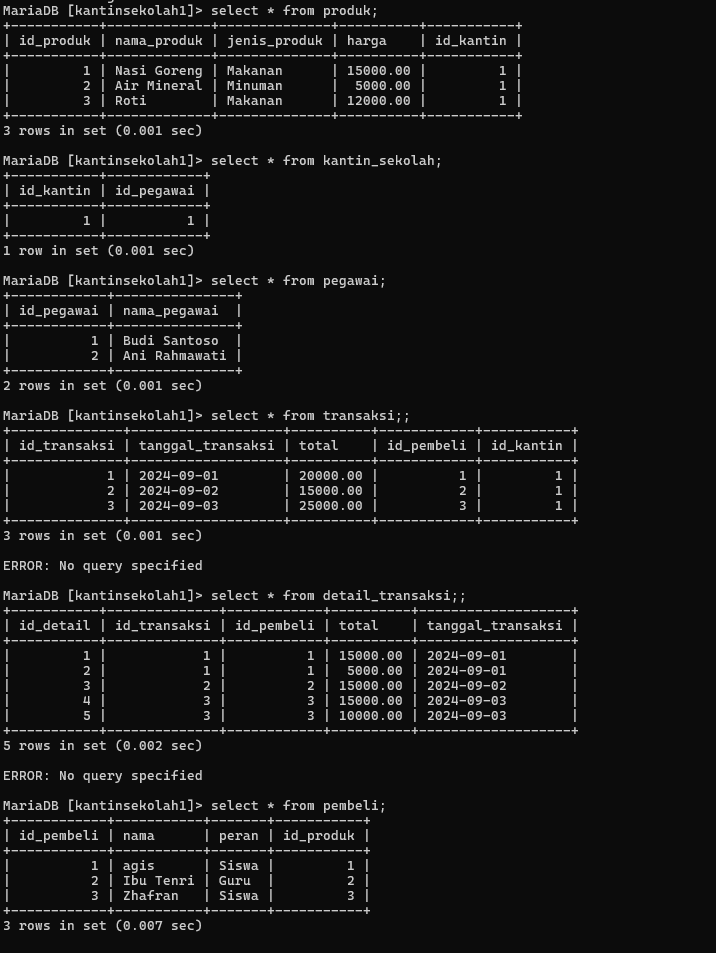 MariaDB [kantinsekolah1]> select * from produk;
+-----------+-------------+--------------+----------+-----------+
| id_produk | nama_produk | jenis_produk | harga    | id_kantin |
+-----------+-------------+--------------+----------+-----------+
|         1 | Nasi Goreng | Makanan      | 15000.00 |         1 |
|         2 | Air Mineral | Minuman      |  5000.00 |         1 |
|         3 | Roti        | Makanan      | 12000.00 |         1 |
+-----------+-------------+--------------+----------+-----------+
3 rows in set (0.001 sec)
MariaDB [kantinsekolah1]> select * from kantin_sekolah;
+-----------+------------+
| id_kantin | id_pegawai |
+-----------+------------+
|         1 |          1 |
+-----------+------------+
1 row in set (0.001 sec)
MariaDB [kantinsekolah1]> select * from pegawai;
+------------+---------------+
| id_pegawai | nama_pegawai  |
+------------+---------------+
|          1 | Budi Santoso  |
|          2 | Ani Rahmawati |
+------------+---------------+
2 rows in set (0.001 sec)
MariaDB [kantinsekolah1]> select * from transaksi;;
+--------------+-------------------+----------+------------+-----------+
| id_transaksi | tanggal_transaksi | total    | id_pembeli | id_kantin |
+--------------+-------------------+----------+------------+-----------+
|            1 | 2024-09-01        | 20000.00 |          1 |         1 |
|            2 | 2024-09-02        | 15000.00 |          2 |         1 |
|            3 | 2024-09-03        | 25000.00 |          3 |         1 |
+--------------+-------------------+----------+------------+-----------+
3 rows in set (0.001 sec)
ERROR: No query specified
MariaDB [kantinsekolah1]> select * from detail_transaksi;;
+-----------+--------------+------------+----------+-------------------+
| id_detail | id_transaksi | id_pembeli | total    | tanggal_transaksi |
+-----------+--------------+------------+----------+-------------------+
|         1 |            1 |          1 | 15000.00 | 2024-09-01        |
|         2 |            1 |          1 |  5000.00 | 2024-09-01        |
|         3 |            2 |          2 | 15000.00 | 2024-09-02        |
|         4 |            3 |          3 | 15000.00 | 2024-09-03        |
|         5 |            3 |          3 | 10000.00 | 2024-09-03        |
+-----------+--------------+------------+----------+-------------------+
5 rows in set (0.002 sec)
ERROR: No query specified
MariaDB [kantinsekolah1]> select * from pembeli;
+------------+-----------+-------+-----------+
| id_pembeli | nama      | peran | id_produk |
+------------+-----------+-------+-----------+
|          1 | agis      | Siswa |         1 |
|          2 | Ibu Tenri | Guru  |         2 |
|          3 | Zhafran   | Siswa |         3 |
+------------+-----------+-------+-----------+
3 rows in set (0.007 sec)